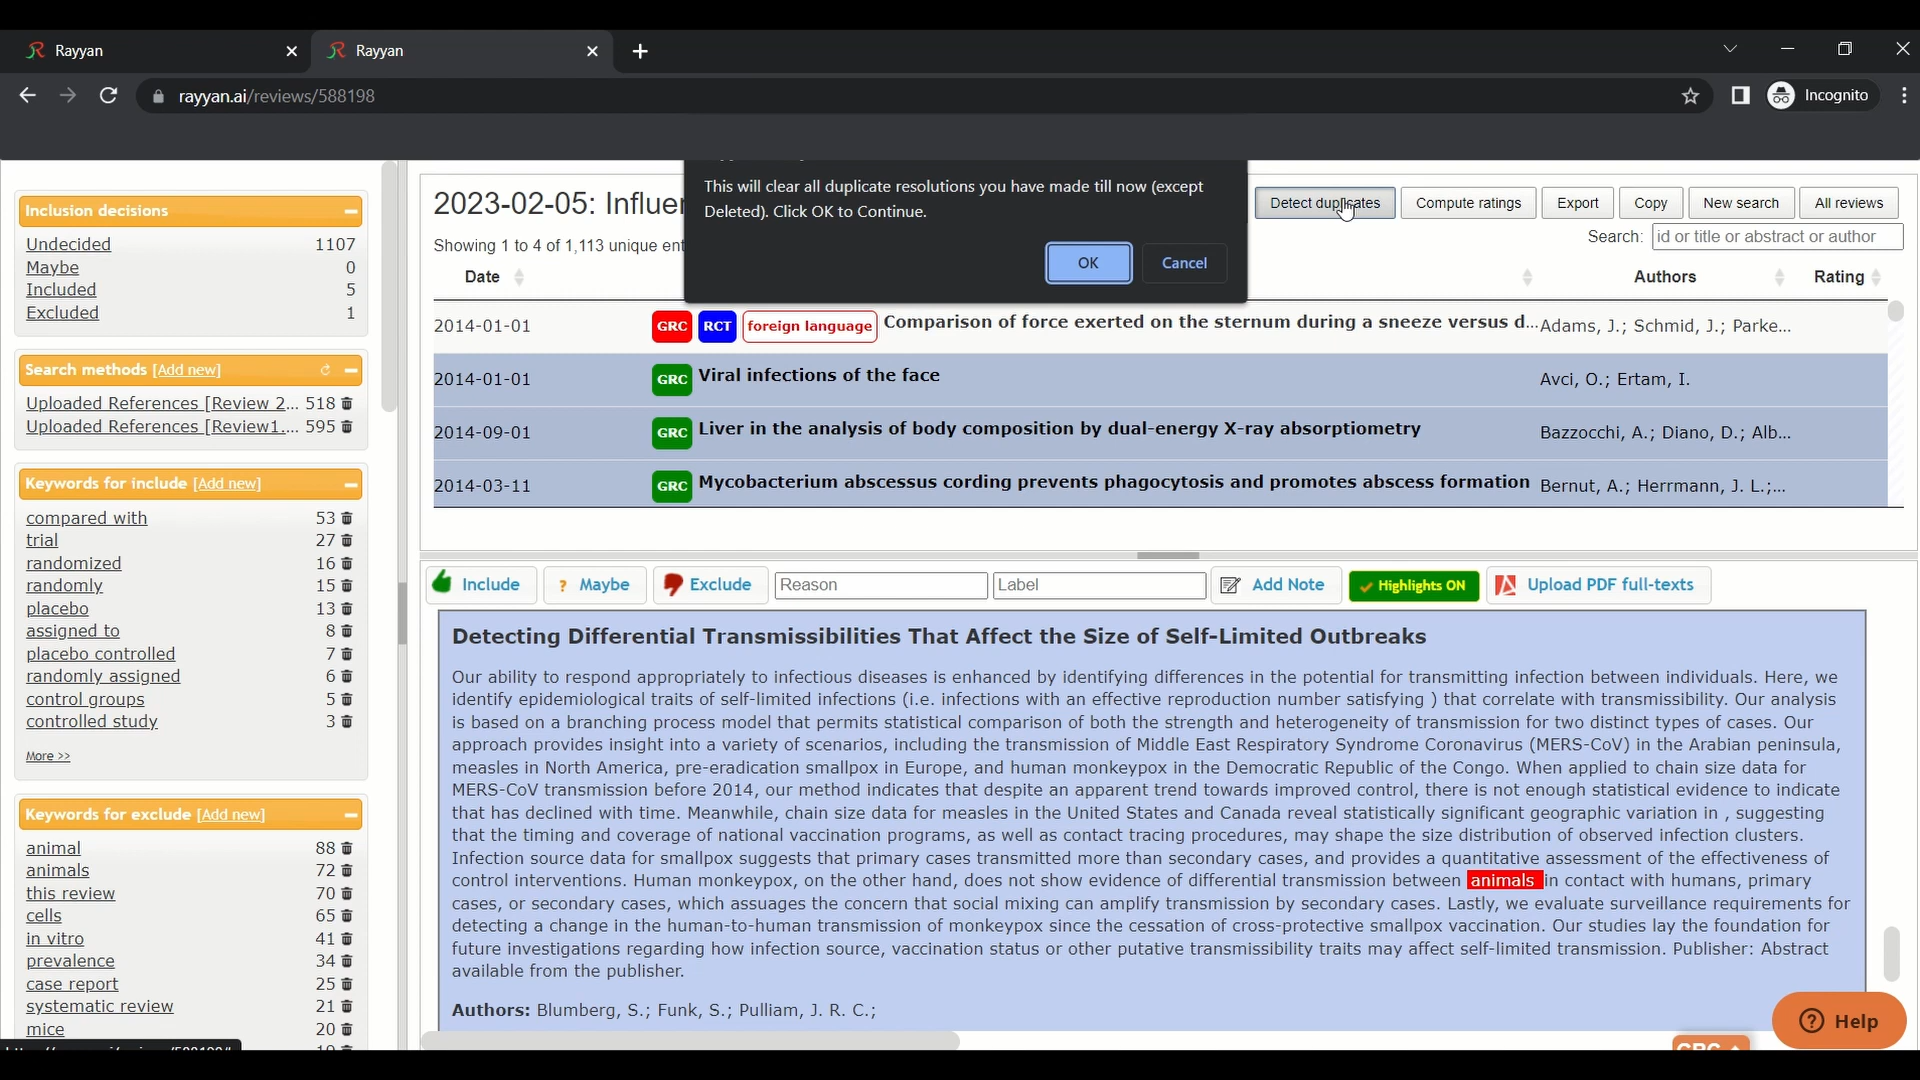 Rayyan
Rayyan
rayyan.ai/reviews/588198
Incognito
This will clear all duplicate resolutions you have made till now (except
Deleted). Click OK to Continue.
OK
Cancel
Inclusion decisions
Undecided 1107
Maybe 0
Included 5
Excluded 1
Search methods [Add new]
Uploaded References [Review 2... 518
Uploaded References [Review1.... 595
Keywords for include [Add new]
compared with 53
trial 27
randomized 16
randomly 15
placebo 13
assigned to 8
placebo controlled 7
randomly assigned 6
control groups 5
controlled study 3
More >>
Keywords for exclude [Add new]
animal 88
animals 72
this review 70
cells 65
in vitro 41
prevalence 34
case report 25
systematic review 21
mice 20
2023-02-05: Influen
Detect duplicates
Compute ratings
Export
Copy
New search
All reviews
Showing 1 to 4 of 1,113 unique ent
Search: id or title or abstract or author
Date Authors Rating
2014-01-01 GRC RCT foreign language Comparison of force exerted on the sternum during a sneeze versus d... Adams, J.; Schmid, J.; Parke...
2014-01-01 GRC Viral infections of the face Avci, O.; Ertam, I.
2014-09-01 GRC Liver in the analysis of body composition by dual-energy X-ray absorptiometry Bazzocchi, A.; Diano, D.; Alb...
2014-03-11 GRC Mycobacterium abscessus cording prevents phagocytosis and promotes abscess formation Bernut, A.; Herrmann, J. L.;...
Include ? Maybe Exclude Reason Label Add Note Highlights ON Upload PDF full-texts
Detecting Differential Transmissibilities That Affect the Size of Self-Limited Outbreaks
Our ability to respond appropriately to infectious diseases is enhanced by identifying differences in the potential for transmitting infection between individuals. Here, we
identify epidemiological traits of self-limited infections (i.e. infections with an effective reproduction number satisfying ) that correlate with transmissibility. Our analysis
is based on a branching process model that permits statistical comparison of both the strength and heterogeneity of transmission for two distinct types of cases. Our
approach provides insight into a variety of scenarios, including the transmission of Middle East Respiratory Syndrome Coronavirus (MERS-CoV) in the Arabian peninsula,
measles in North America, pre-eradication smallpox in Europe, and human monkeypox in the Democratic Republic of the Congo. When applied to chain size data for
MERS-CoV transmission before 2014, our method indicates that despite an apparent trend towards improved control, there is not enough statistical evidence to indicate
that has declined with time. Meanwhile, chain size data for measles in the United States and Canada reveal statistically significant geographic variation in , suggesting
that the timing and coverage of national vaccination programs, as well as contact tracing procedures, may shape the size distribution of observed infection clusters.
Infection source data for smallpox suggests that primary cases transmitted more than secondary cases, and provides a quantitative assessment of the effectiveness of
control interventions. Human monkeypox, on the other hand, does not show evidence of differential transmission between animals in contact with humans, primary
cases, or secondary cases, which assuages the concern that social mixing can amplify transmission by secondary cases. Lastly, we evaluate surveillance requirements for
detecting a change in the human-to-human transmission of monkeypox since the cessation of cross-protective smallpox vaccination. Our studies lay the foundation for
future investigations regarding how infection source, vaccination status or other putative transmissibility traits may affect self-limited transmission. Publisher: Abstract
available from the publisher.
Authors: Blumberg, S.; Funk, S.; Pulliam, J. R. C.;
Help